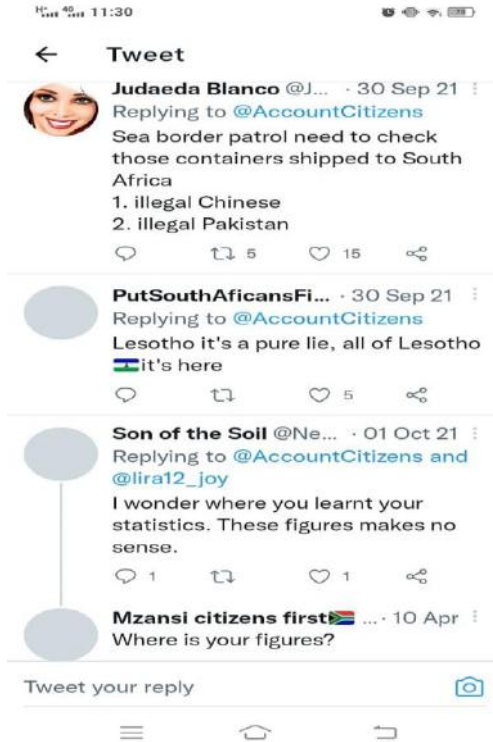 11:30
Tweet
Judaeda Blanco @J... · 30 Sep 21
Replying to @AccountCitizens
Sea border patrol need to check
those containers shipped to South
Africa
1. illegal Chinese
2. illegal Pakistan
5 15
PutSouthAficansFi... · 30 Sep 21
Replying to @AccountCitizens
Lesotho it's a pure lie, all of Lesotho
it's here
5
Son of the Soil @Ne... · 01 Oct 21
Replying to @AccountCitizens and
@lira12_joy
I wonder where you learnt your
statistics. These figures makes no
sense.
1 1
Mzansi citizens first ... · 10 Apr
Where is your figures?
Tweet your reply